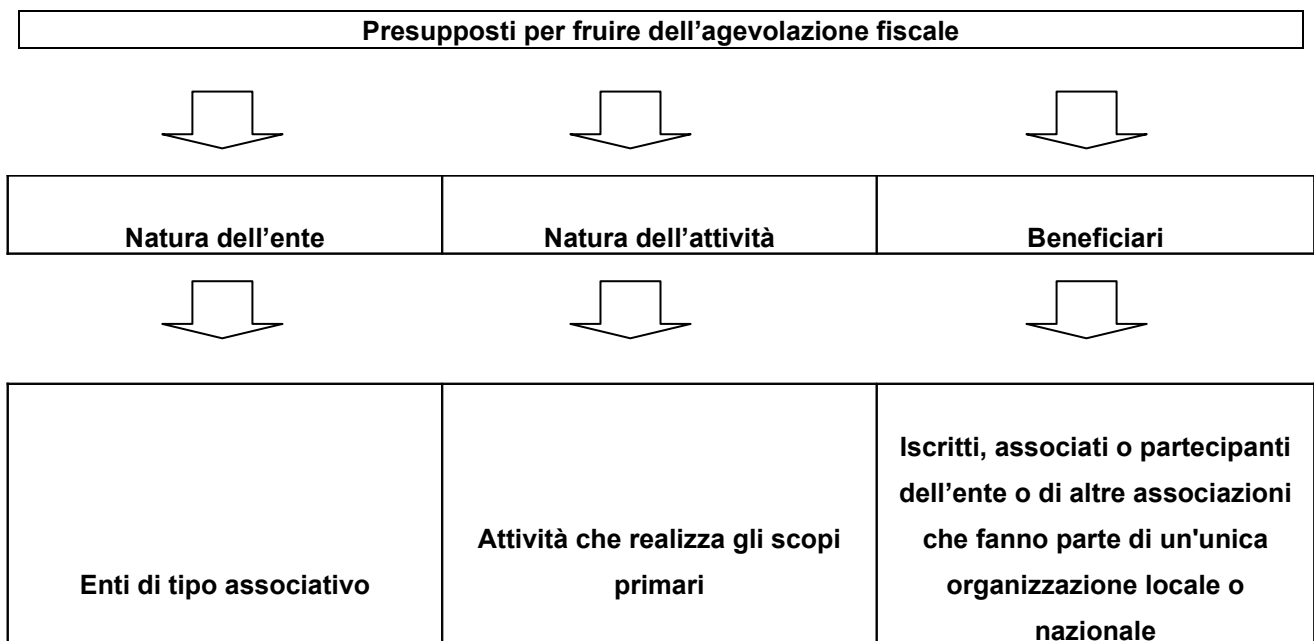 Presupposti per fruire dell’agevolazione fiscale
Natura dell’ente
Natura dell’attività
Beneficiari
Enti di tipo associativo
Attività che realizza gli scopi
primari
Iscritti, associati o partecipanti
dell’ente o di altre associazioni
che fanno parte di un'unica
organizzazione locale o
nazionale